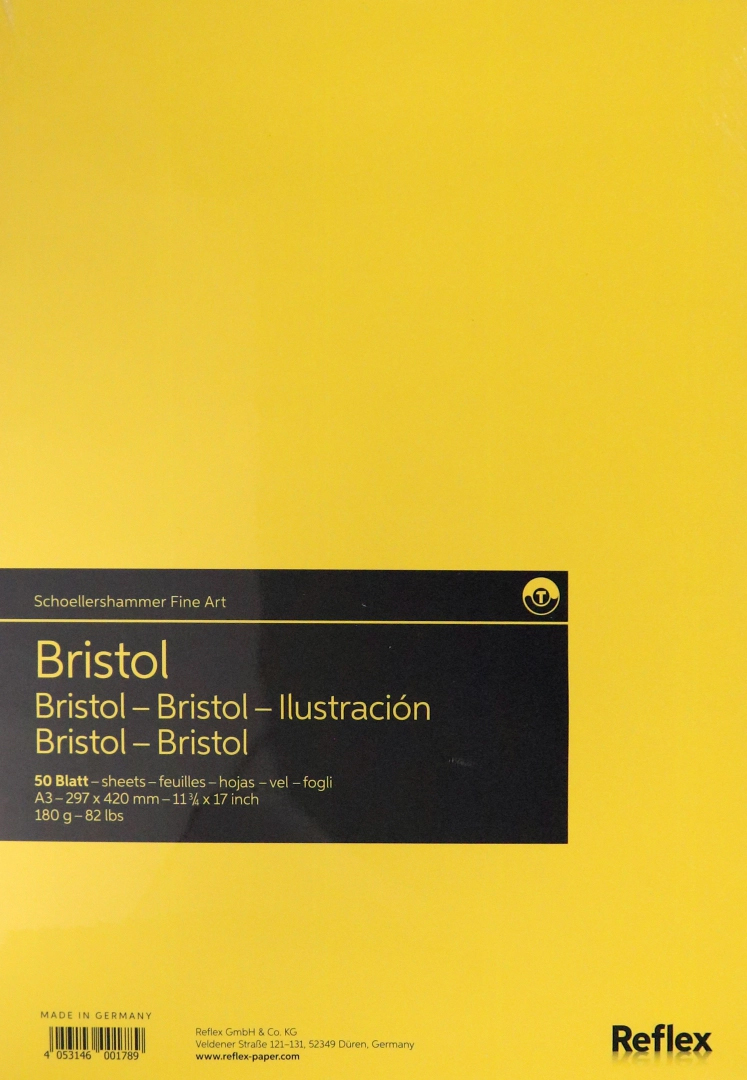 Schoellershammer Fine Art
T
Bristol
Bristol – Bristol – Ilustración
Bristol – Bristol
50 Blatt – sheets – feuilles – hojas – vel – fogli
A3 – 297 x 420 mm – 11 ¾ x 17 inch
180 g – 82 lbs
MADE IN GERMANY
4 053146 001789
Reflex GmbH & Co. KG
Veldener Straße 121–131, 52349 Düren, Germany
www.reflex-paper.com
Reflex